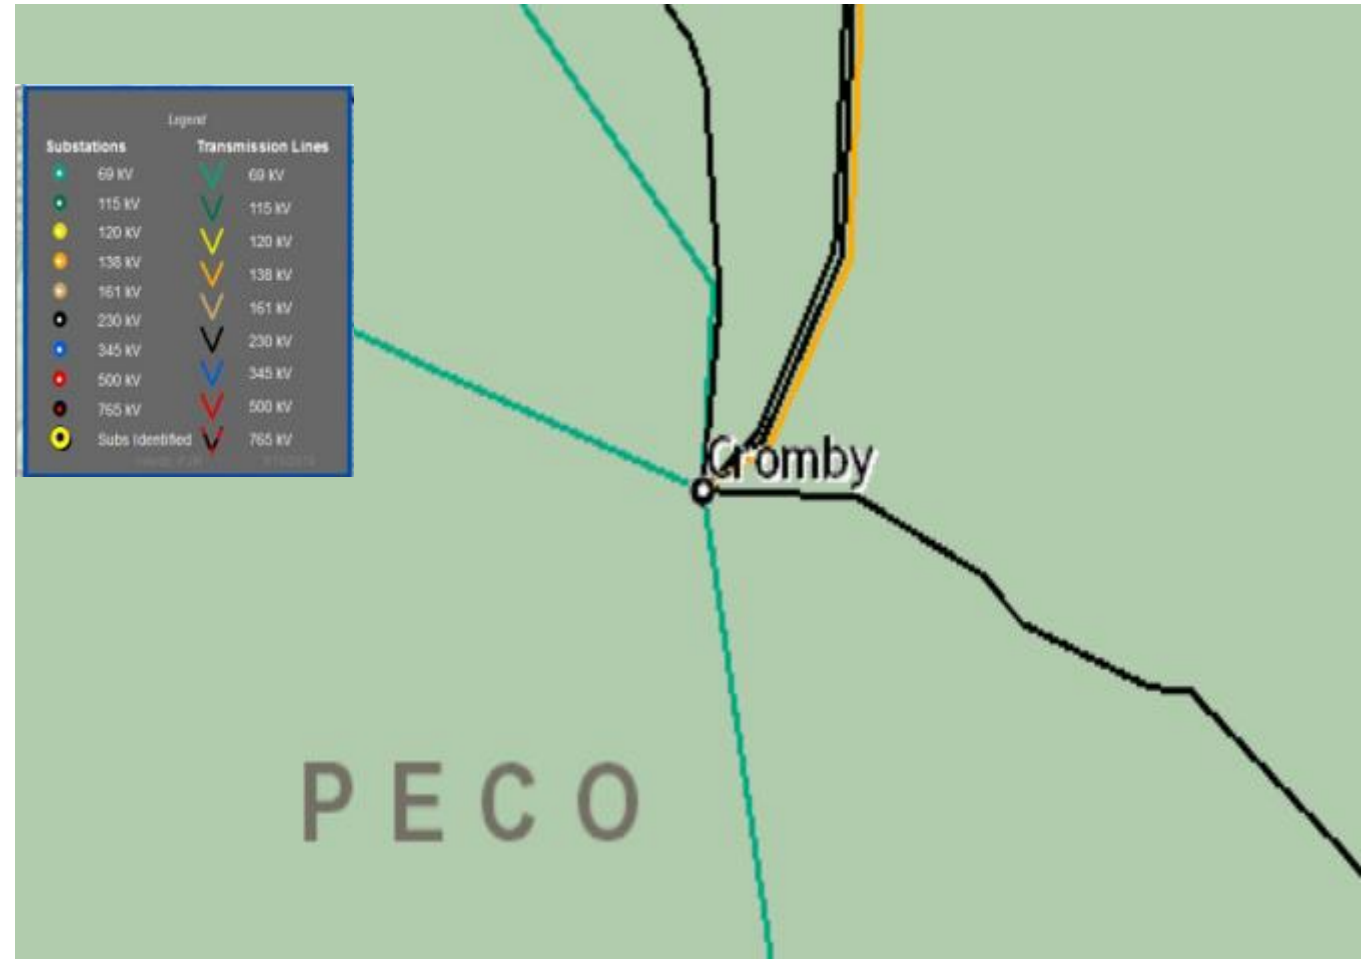 Legend
Substations Transmission Lines
69 kV 69 kV
115 kV 115 kV
120 kV 120 kV
138 kV 138 kV
161 kV 161 kV
230 kV 230 kV
345 kV 345 kV
500 kV 500 kV
765 kV 765 kV
Subs Identified
Cromby
PECO